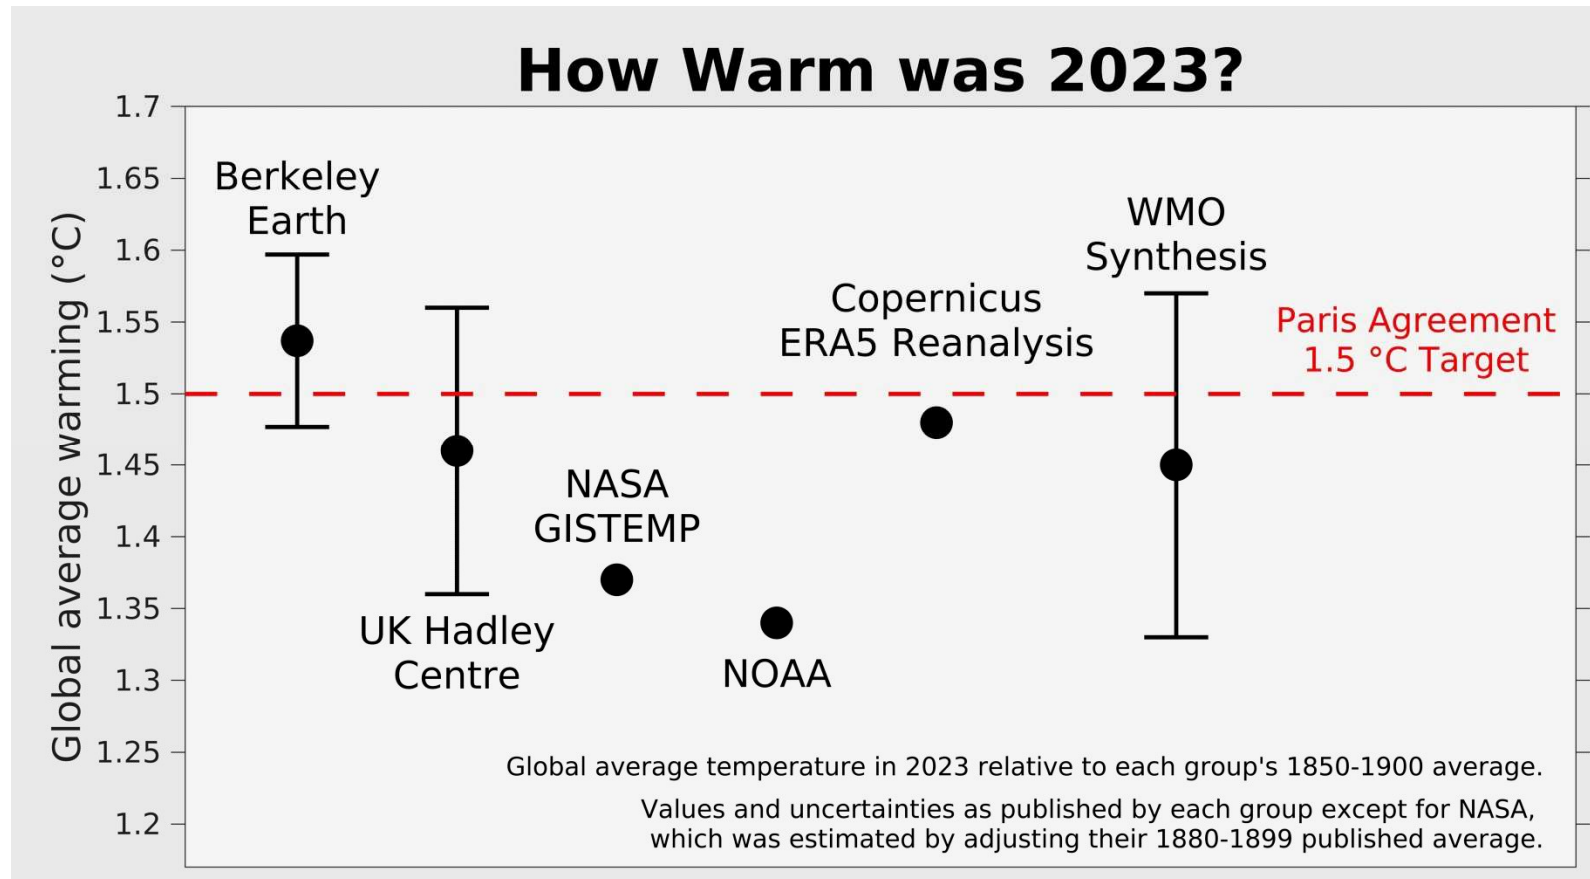 How Warm was 2023?
Global average warming (°C)
1.7
1.65
1.6
1.55
1.5
1.45
1.4
1.35
1.3
1.25
1.2
Berkeley
Earth
UK Hadley
Centre
NASA
GISTEMP
NOAA
Copernicus
ERA5 Reanalysis
WMO
Synthesis
Paris Agreement
1.5 °C Target
Global average temperature in 2023 relative to each group's 1850-1900 average.
Values and uncertainties as published by each group except for NASA,
which was estimated by adjusting their 1880-1899 published average.